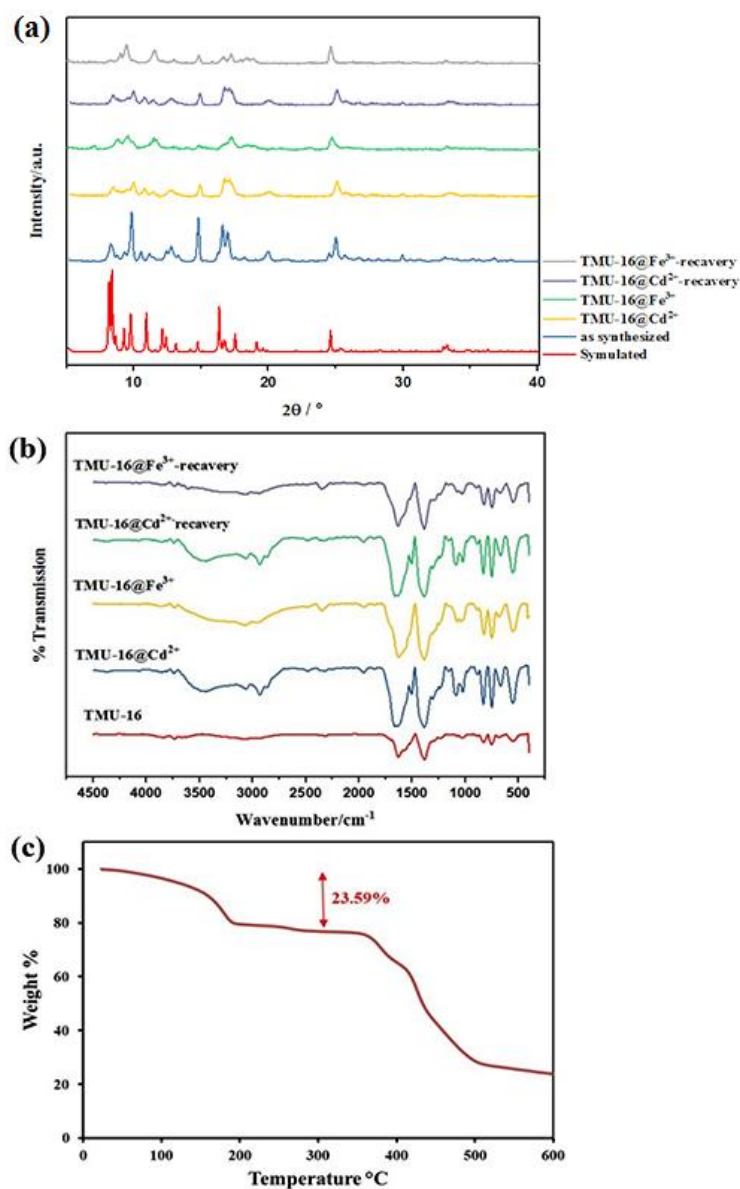 (a)
Intensity/a.u.
TMU-16@Fe³⁺-recavery
TMU-16@Cd²⁺-recavery
TMU-16@Fe³⁺
TMU-16@Cd²⁺
as synthesized
Symulated
10 20 30 40
2θ / °
(b)
% Transmission
TMU-16@Fe³⁺-recavery
TMU-16@Cd²⁺-recavery
TMU-16@Fe³⁺
TMU-16@Cd²⁺
TMU-16
4500 4000 3500 3000 2500 2000 1500 1000 500
Wavenumber/cm⁻¹
(c)
Weight %
100
80
60
40
20
0
23.59%
0 100 200 300 400 500 600
Temperature °C